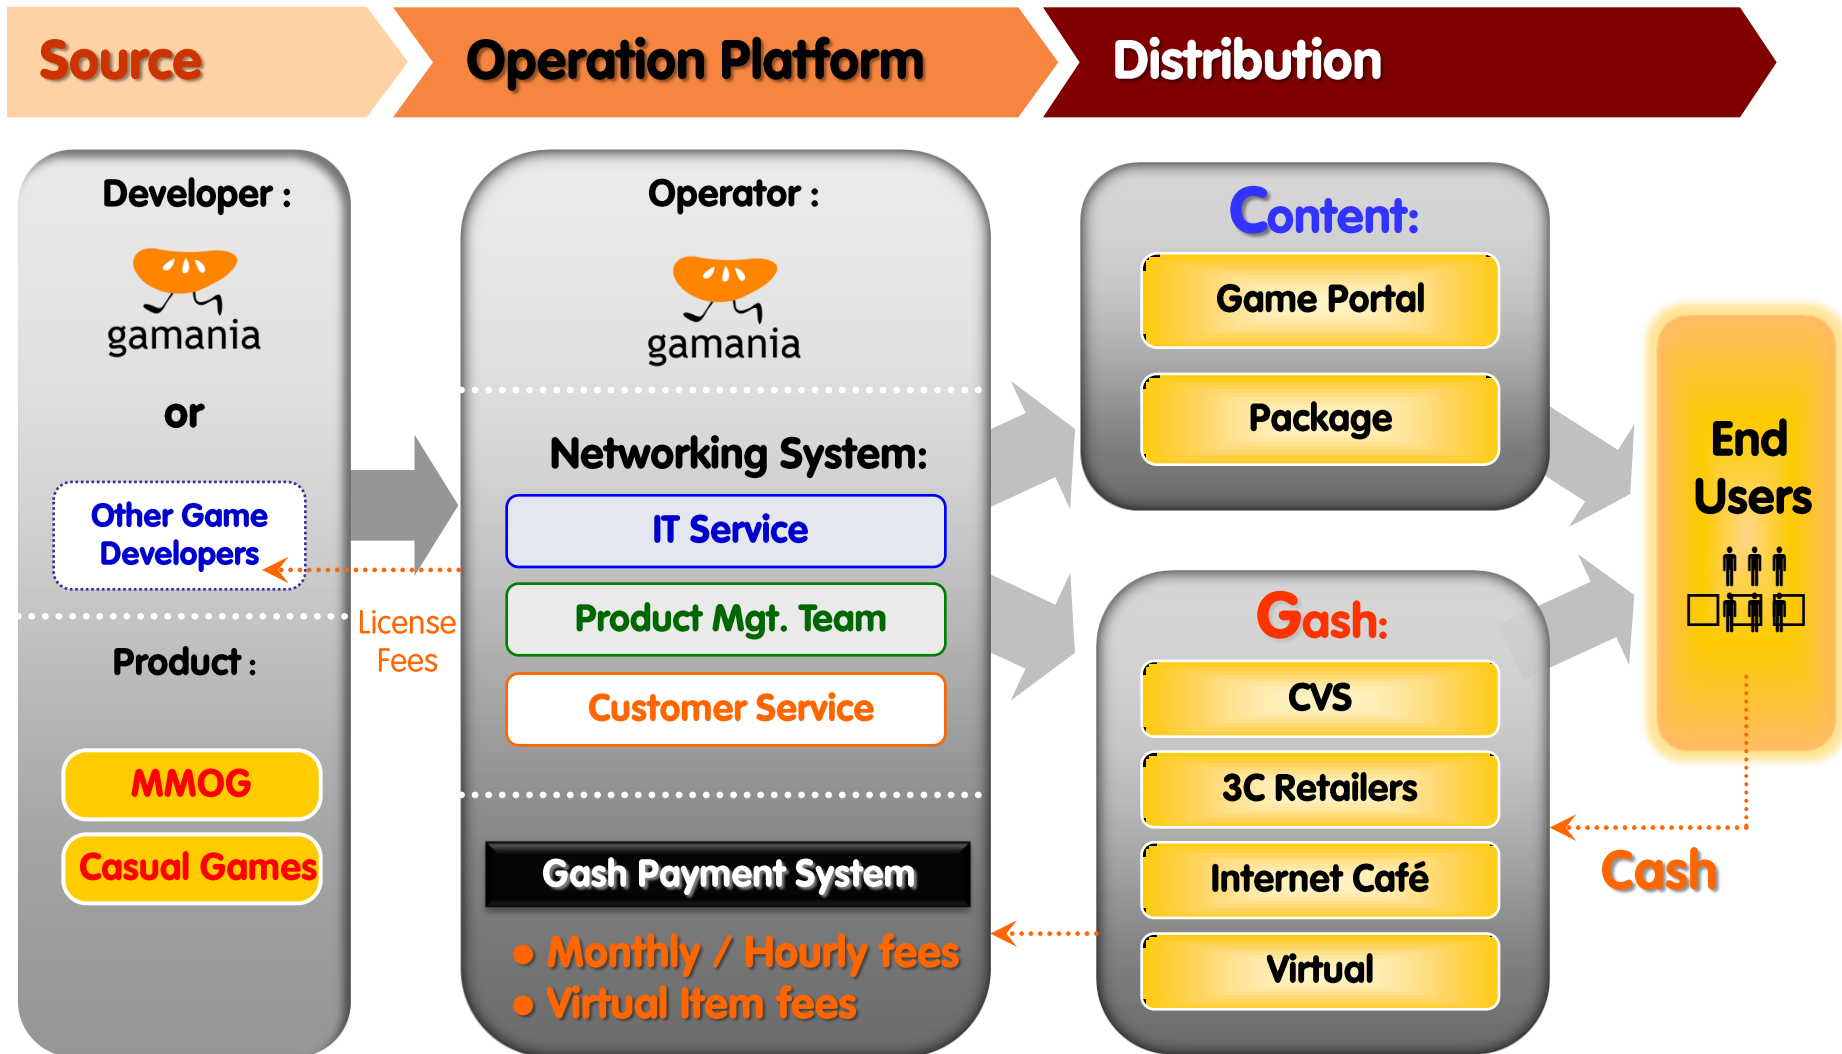 Source
Operation Platform
Distribution
Developer :
gamania
or
Other Game
Developers
Product :
MMOG
Casual Games
License
Fees
Operator :
gamania
Networking System:
IT Service
Product Mgt. Team
Customer Service
Gash Payment System
• Monthly / Hourly fees
• Virtual Item fees
Content:
Game Portal
Package
Gash:
CVS
3C Retailers
Internet Café
Virtual
End
Users
Cash